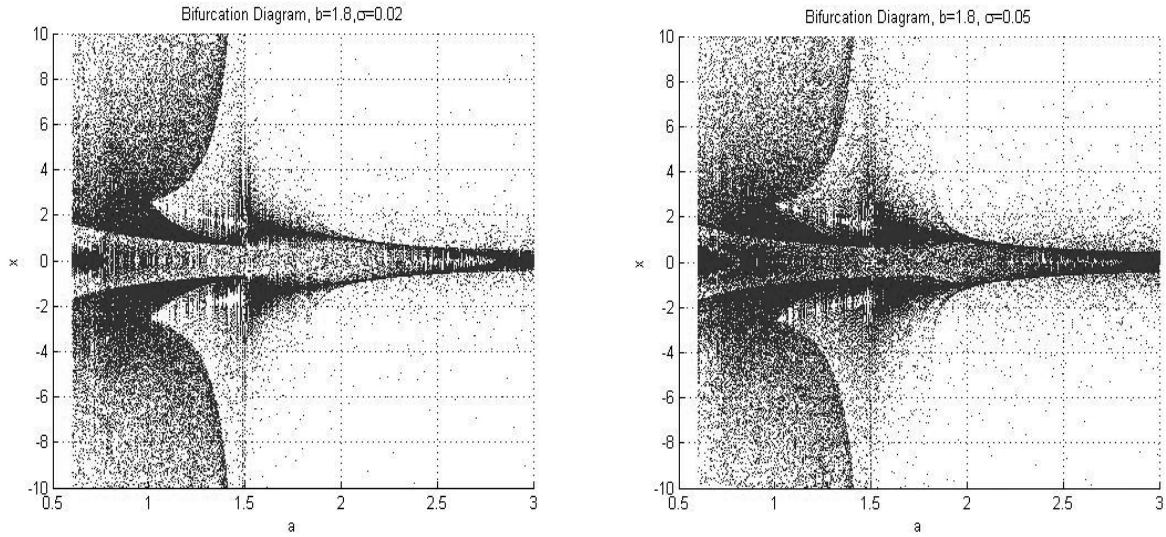 Bifurcation Diagram, b=1.8,σ=0.02
10
8
6
4
2
0
-2
-4
-6
-8
-10
x
0.5 1 1.5 2 2.5 3
a
Bifurcation Diagram, b=1.8, σ=0.05
10
8
6
4
2
0
-2
-4
-6
-8
-10
x
0.5 1 1.5 2 2.5 3
a